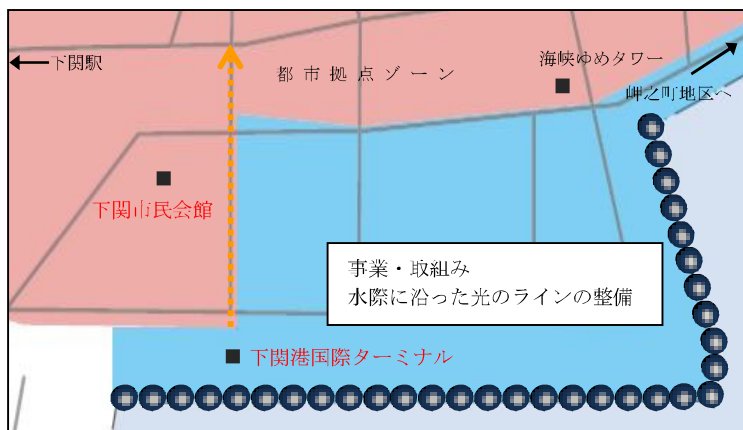 下関駅
都市拠点ゾーン
海峡ゆめタワー
岬之町地区へ
下関市民会館
事業・取組み
水際に沿った光のラインの整備
下関港国際ターミナル